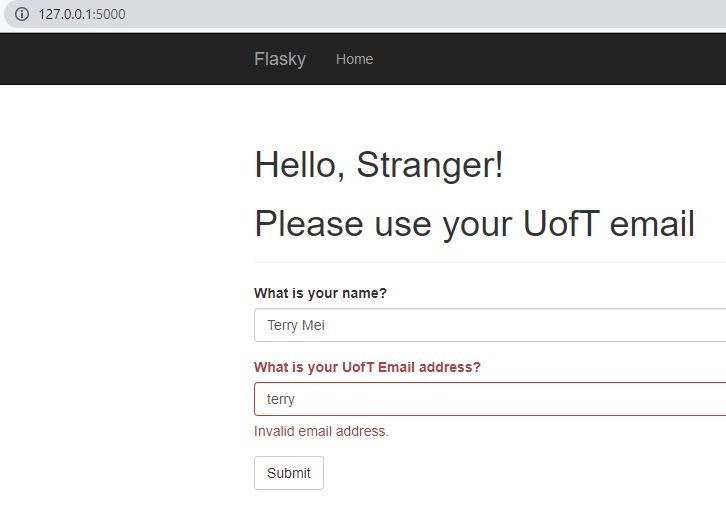 127.0.0.1:5000
Flasky Home
Hello, Stranger!
Please use your UofT email
What is your name?
Terry Mei
What is your UofT Email address?
terry
Invalid email address.
Submit